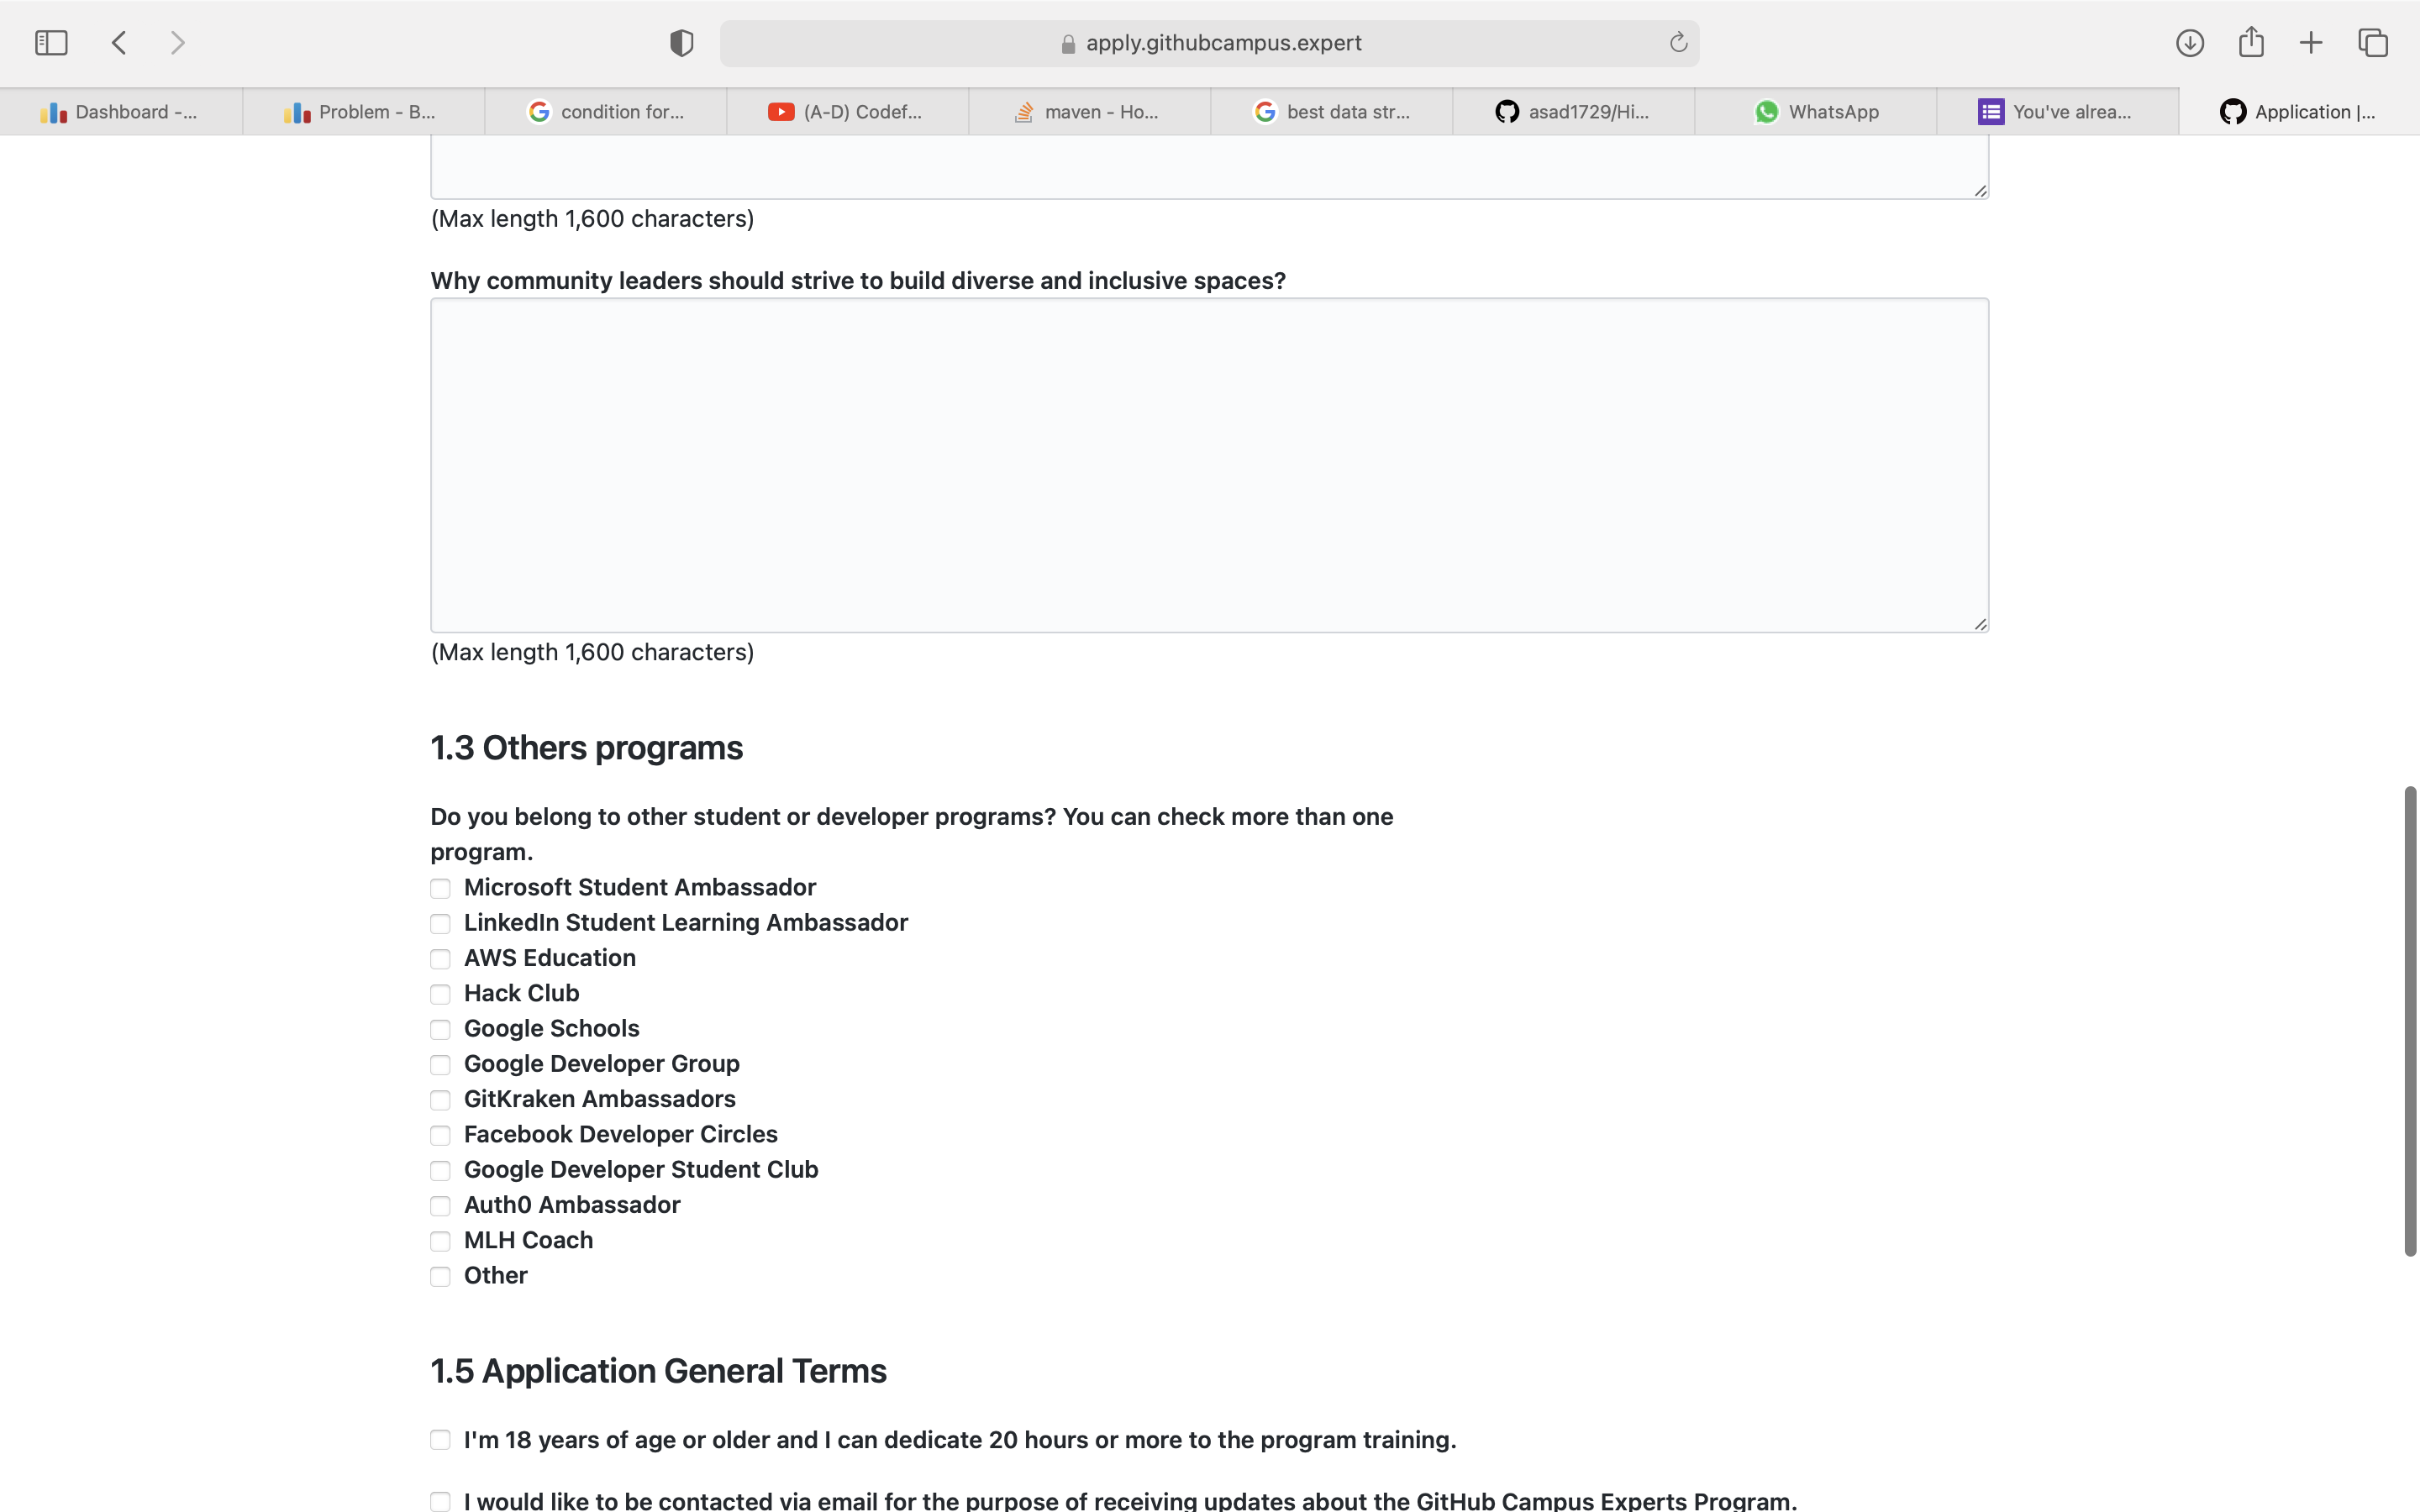 apply.githubcampus.expert
Dashboard -...
Problem - B...
condition for...
(A-D) Codef...
maven - Ho...
best data str...
asad1729/Hi...
WhatsApp
You've alrea...
Application |...
(Max length 1,600 characters)
Why community leaders should strive to build diverse and inclusive spaces?
(Max length 1,600 characters)
1.3 Others programs
Do you belong to other student or developer programs? You can check more than one
program.
Microsoft Student Ambassador
LinkedIn Student Learning Ambassador
AWS Education
Hack Club
Google Schools
Google Developer Group
GitKraken Ambassadors
Facebook Developer Circles
Google Developer Student Club
Auth0 Ambassador
MLH Coach
Other
1.5 Application General Terms
I'm 18 years of age or older and I can dedicate 20 hours or more to the program training.
I would like to be contacted via email for the purpose of receiving updates about the GitHub Campus Experts Program.